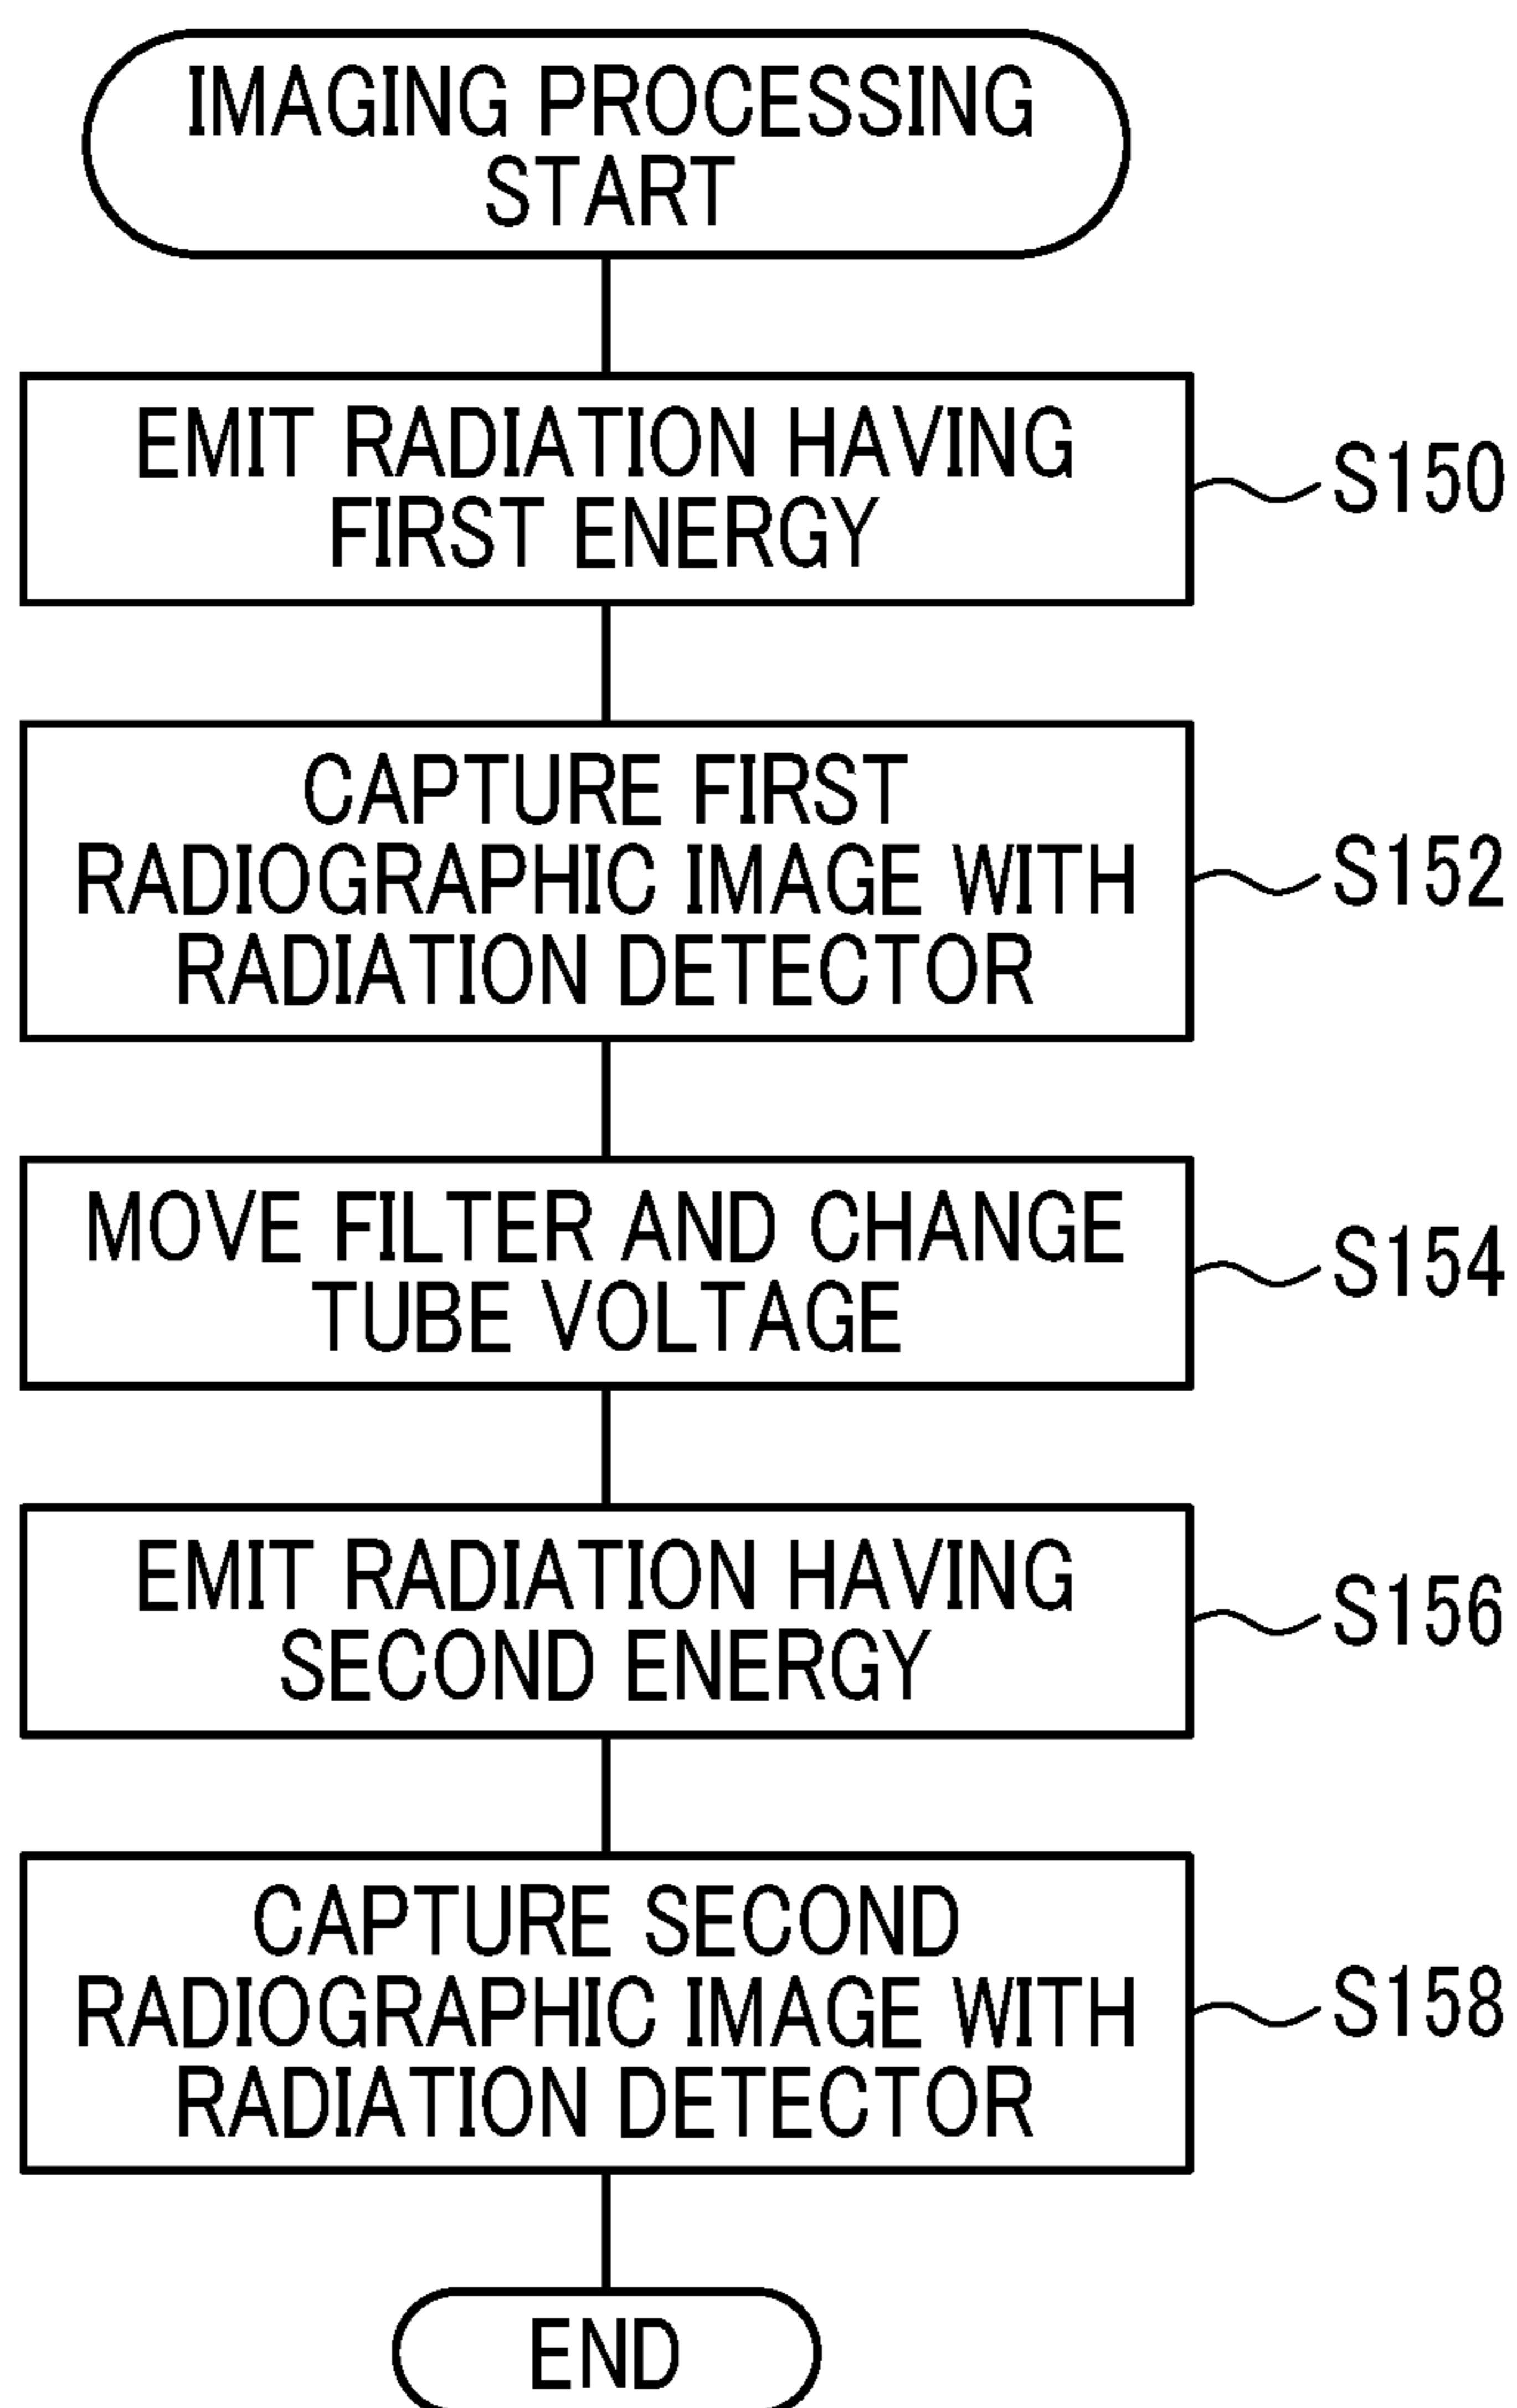 IMAGING PROCESSING
START
EMIT RADIATION HAVING
FIRST ENERGY
S150
CAPTURE FIRST
RADIOGRAPHIC IMAGE WITH
RADIATION DETECTOR
S152
MOVE FILTER AND CHANGE
TUBE VOLTAGE
S154
EMIT RADIATION HAVING
SECOND ENERGY
S156
CAPTURE SECOND
RADIOGRAPHIC IMAGE WITH
RADIATION DETECTOR
S158
END